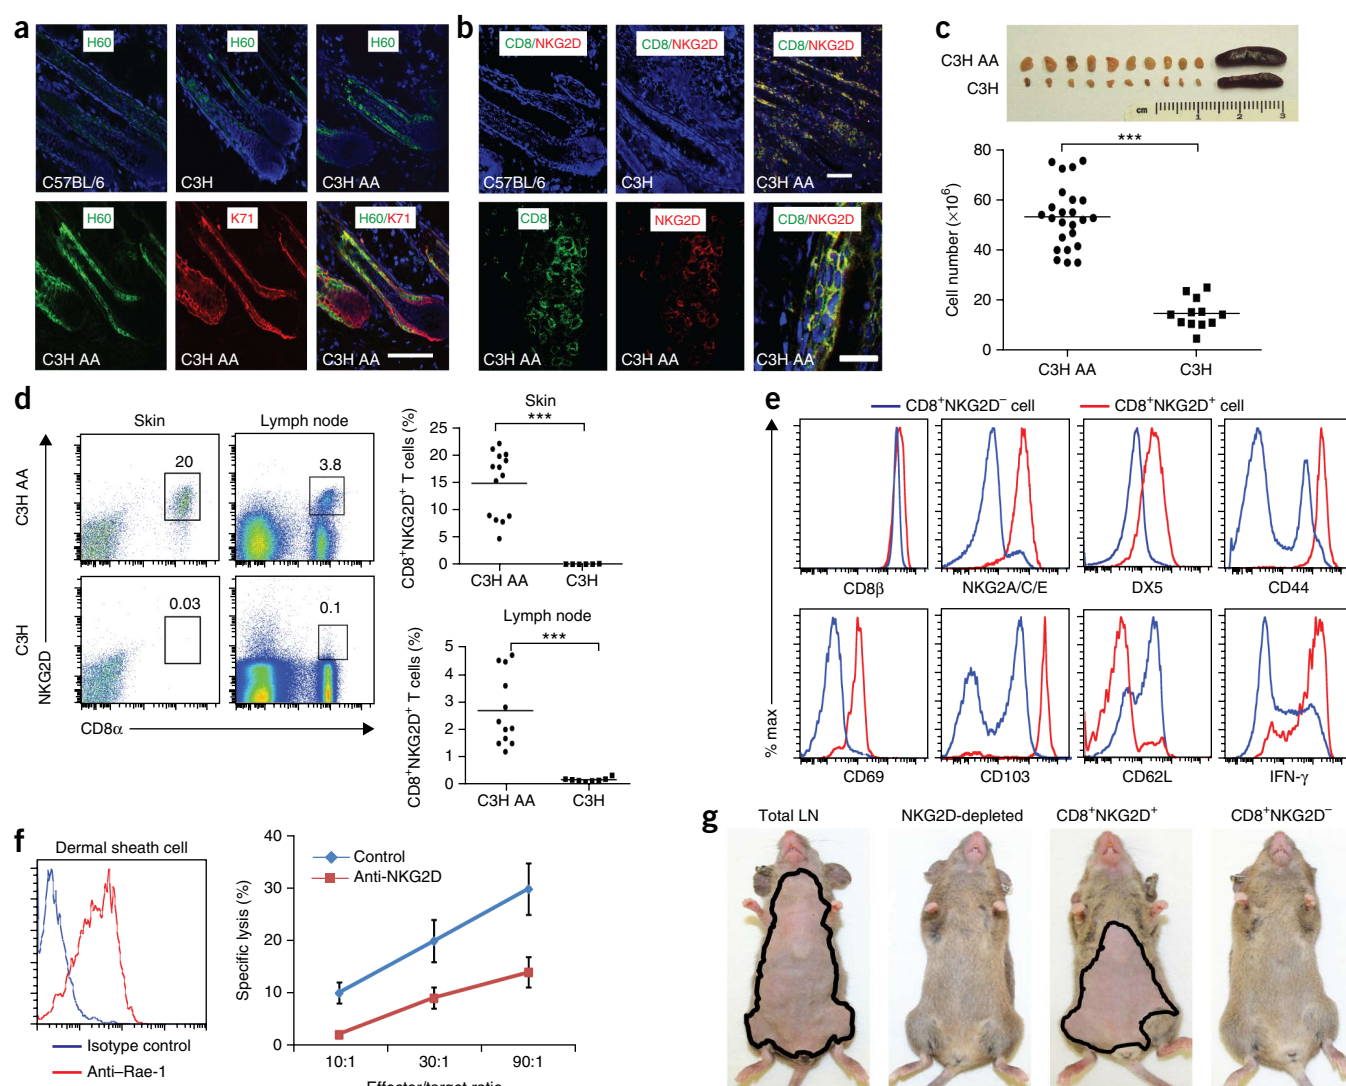 a
H60
H60
H60
C57BL/6
C3H
C3H AA
H60
K71
H60/K71
C3H AA
C3H AA
C3H AA
b
CD8/NKG2D
CD8/NKG2D
CD8/NKG2D
C57BL/6
C3H
C3H AA
CD8
NKG2D
CD8/NKG2D
C3H AA
C3H AA
C3H AA
c
C3H AA
C3H
cm 1 2 3
***
Cell number (×10⁶)
80
60
40
20
0
C3H AA C3H
d
Skin Lymph node
C3H AA
20
3.8
C3H
0.03
0.1
NKG2D
CD8α
Skin
***
CD8⁺NKG2D⁺ T cells (%)
25
20
15
10
5
0
C3H AA C3H
Lymph node
***
CD8⁺NKG2D⁺ T cells (%)
5
4
3
2
1
0
C3H AA C3H
e
CD8⁺NKG2D⁻ cell CD8⁺NKG2D⁺ cell
% max
CD8β NKG2A/C/E DX5 CD44
CD69 CD103 CD62L IFN-γ
f
Dermal sheath cell
Isotype control
Anti–Rae-1
Specific lysis (%)
40
30
20
10
0
Control
Anti-NKG2D
10:1 30:1 90:1
Effector/target ratio
g
Total LN NKG2D-depleted CD8⁺NKG2D⁺ CD8⁺NKG2D⁻